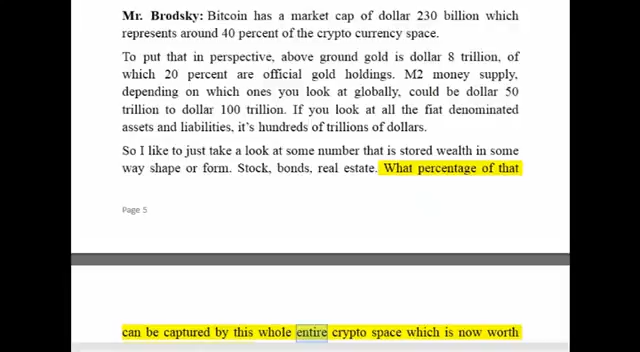 Mr. Brodsky: Bitcoin has a market cap of dollar 230 billion which
represents around 40 percent of the crypto currency space.
To put that in perspective, above ground gold is dollar 8 trillion, of
which 20 percent are official gold holdings. M2 money supply,
depending on which ones you look at globally, could be dollar 50
trillion to dollar 100 trillion. If you look at all the fiat denominated
assets and liabilities, it's hundreds of trillions of dollars.
So I like to just take a look at some number that is stored wealth in some
way shape or form. Stock, bonds, real estate. What percentage of that
Page 5
can be captured by this whole entire crypto space which is now worth